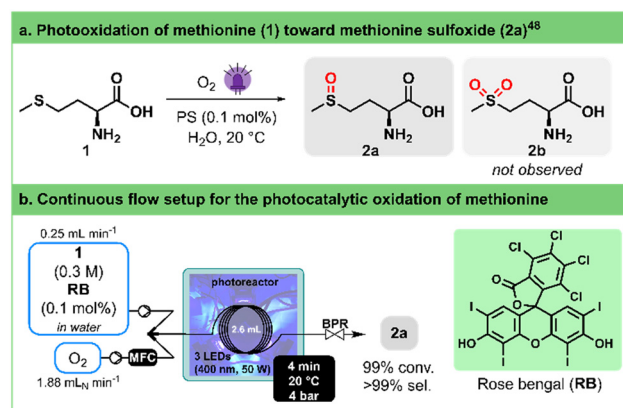 a. Photooxidation of methionine (1) toward methionine sulfoxide (2a)48
O2
PS (0.1 mol%)
H2O, 20 °C
S
O
OH
NH2
1
O
S
O
OH
NH2
2a
O O
S
O
OH
NH2
2b
not observed
b. Continuous flow setup for the photocatalytic oxidation of methionine
0.25 mL min-1
1
(0.3 M)
RB
(0.1 mol%)
in water
O2
MFC
1.88 mLN min-1
photoreactor
2.6 mL
3 LEDs
(400 nm, 50 W)
4 min
20 °C
4 bar
BPR
2a
99% conv.
>99% sel.
Cl
Cl
Cl
Cl
O
O
I
I
HO
O
OH
I
I
Rose bengal (RB)